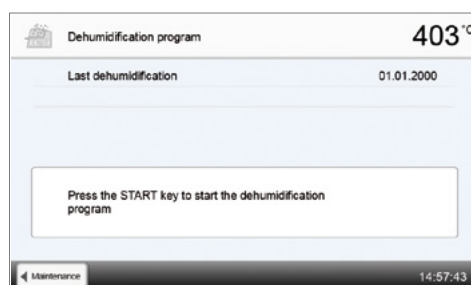 Dehumidification program
403 °C
Last dehumidification
01.01.2000
Press the START key to start the dehumidification
program
Maintenance
14:57:43